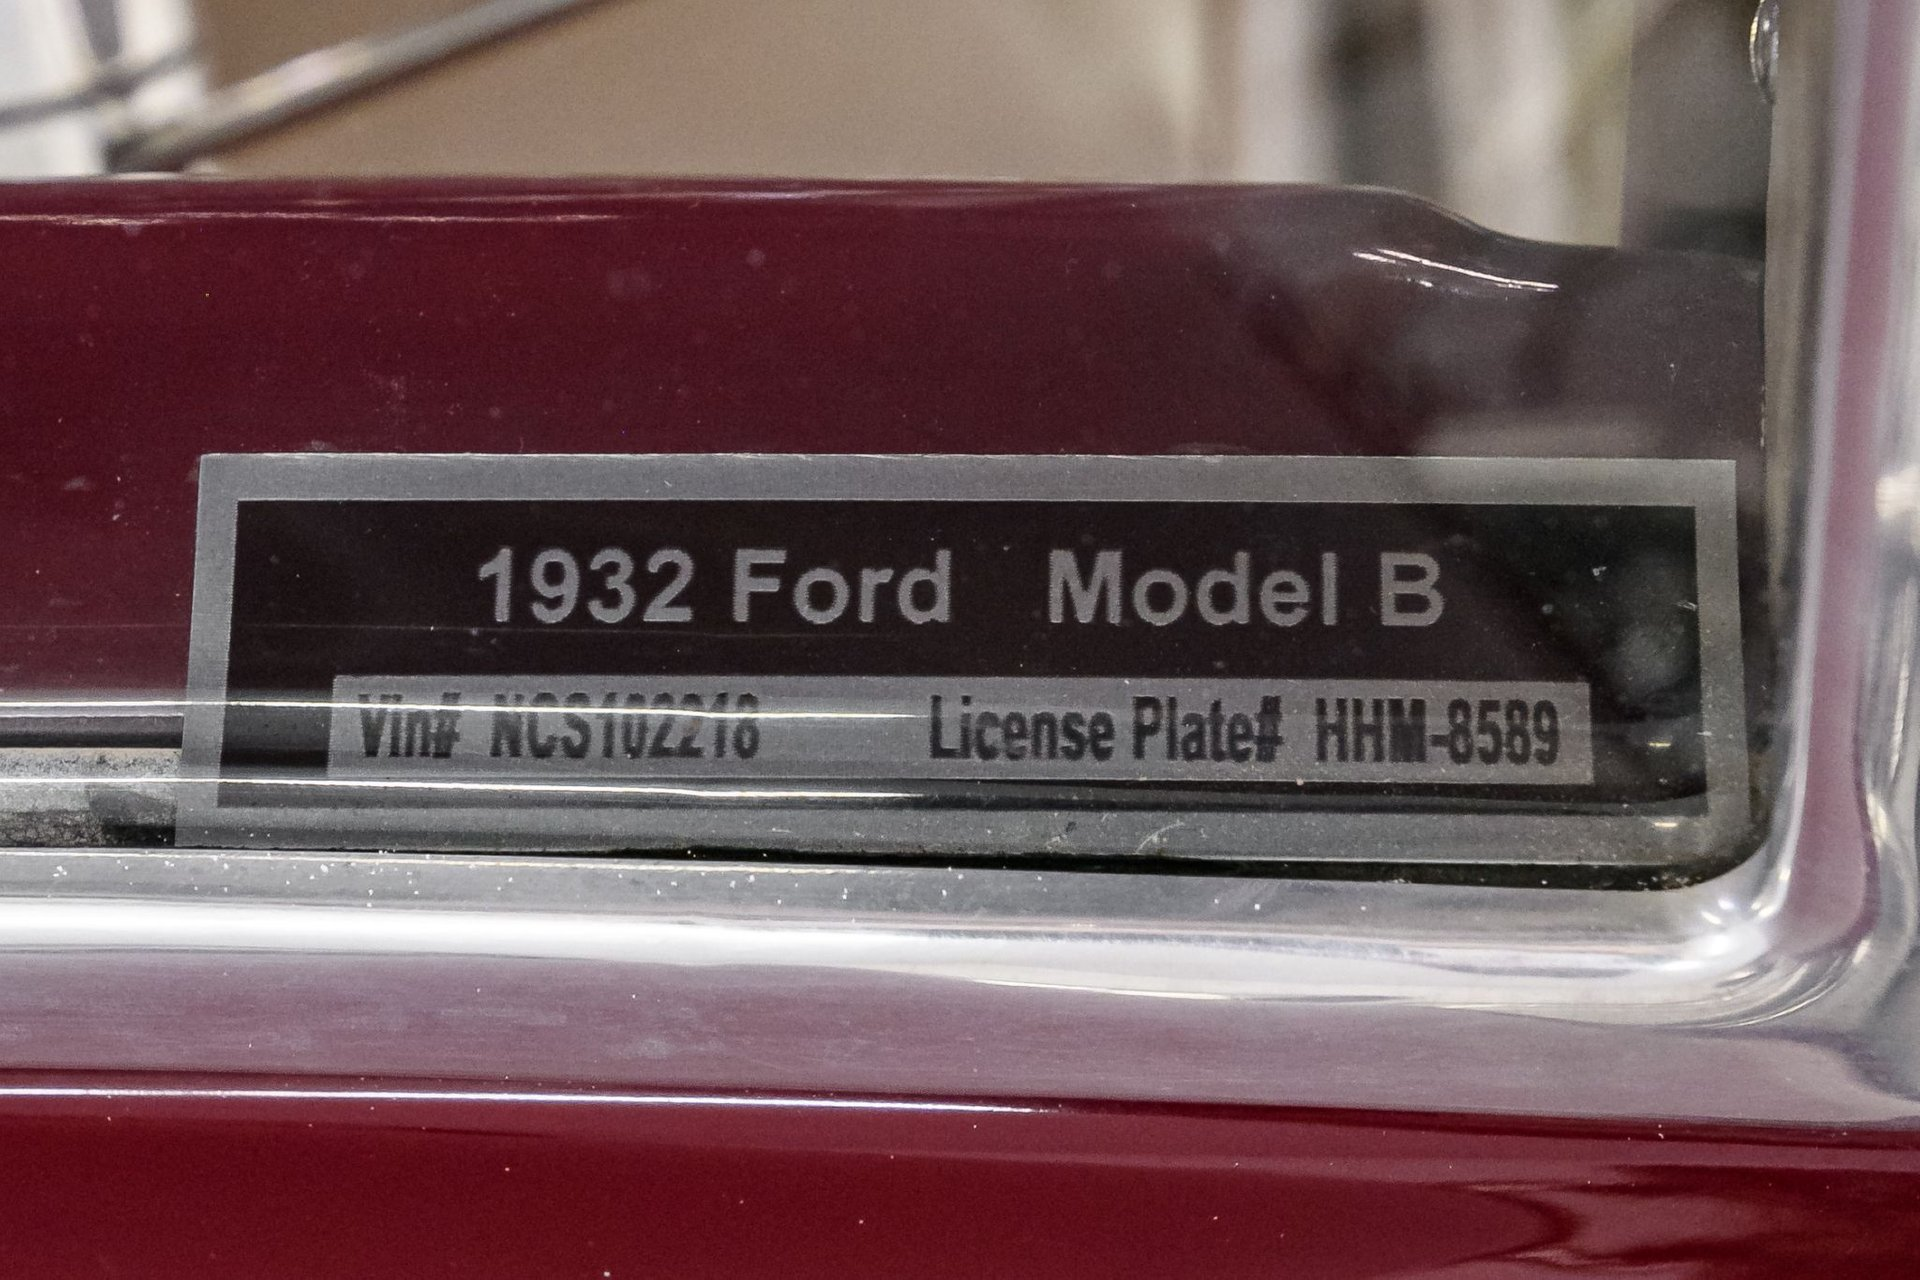 1932 Ford Model B
Vin# NCS102218 License Plate# HHM-8589